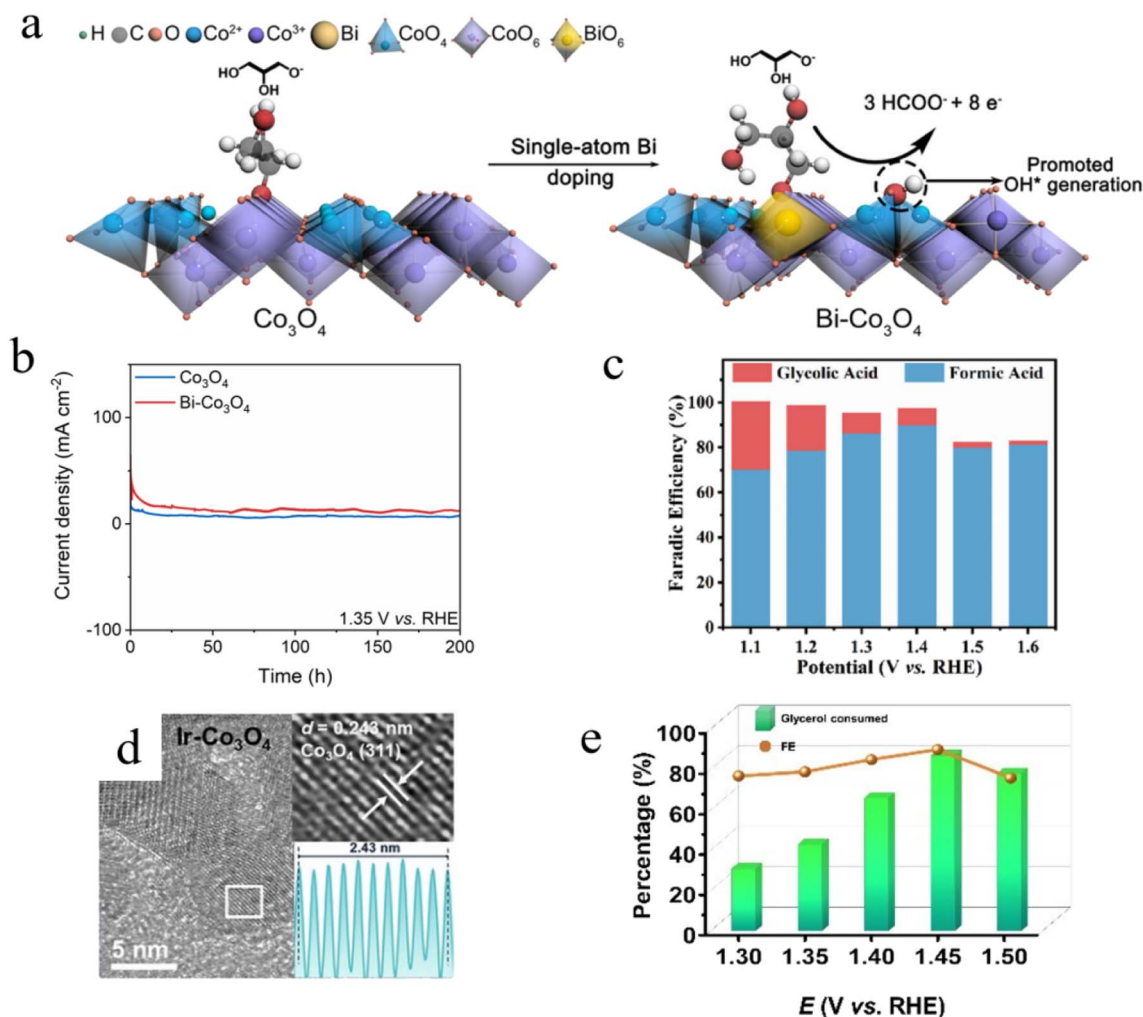 a
H C O Co²⁺ Co³⁺ Bi CoO₄ CoO₆ BiO₆
HO O⁻
OH
HO O⁻
OH
3 HCOO⁻ + 8 e⁻
Single-atom Bi
doping
Promoted
OH* generation
Co₃O₄
Bi-Co₃O₄
b
Co₃O₄
Bi-Co₃O₄
Current density (mA cm⁻²)
100
0
-100
1.35 V vs. RHE
0 50 100 150 200
Time (h)
c
Glycolic Acid Formic Acid
Faradic Efficiency (%)
100
80
60
40
20
0
1.1 1.2 1.3 1.4 1.5 1.6
Potential (V vs. RHE)
d
Ir-Co₃O₄
d = 0.243 nm
Co₃O₄ (311)
2.43 nm
5 nm
e
Glycerol consumed
FE
Percentage (%)
100
80
60
40
20
0
1.30 1.35 1.40 1.45 1.50
E (V vs. RHE)